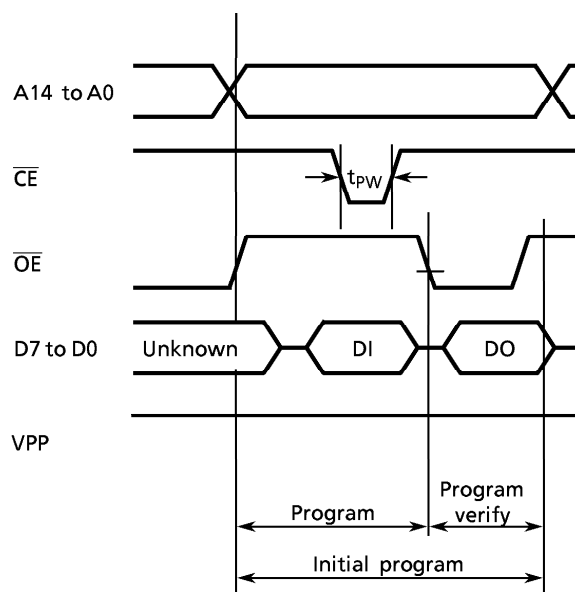 A14 to A0
CE
tPW
OE
D7 to D0
Unknown
DI
DO
VPP
Program
Program
verify
Initial program